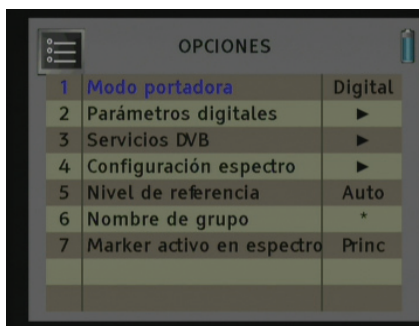 OPCIONES
1 Modo portadora Digital
2 Parámetros digitales ►
3 Servicios DVB ►
4 Configuración espectro ►
5 Nivel de referencia Auto
6 Nombre de grupo *
7 Marker activo en espectro Princ